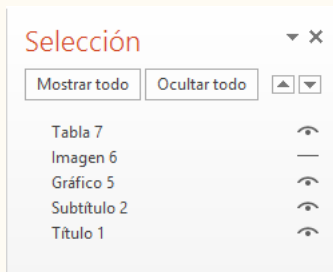 Selección
Mostrar todo Ocultar todo
Tabla 7
Imagen 6
Gráfico 5
Subtítulo 2
Título 1